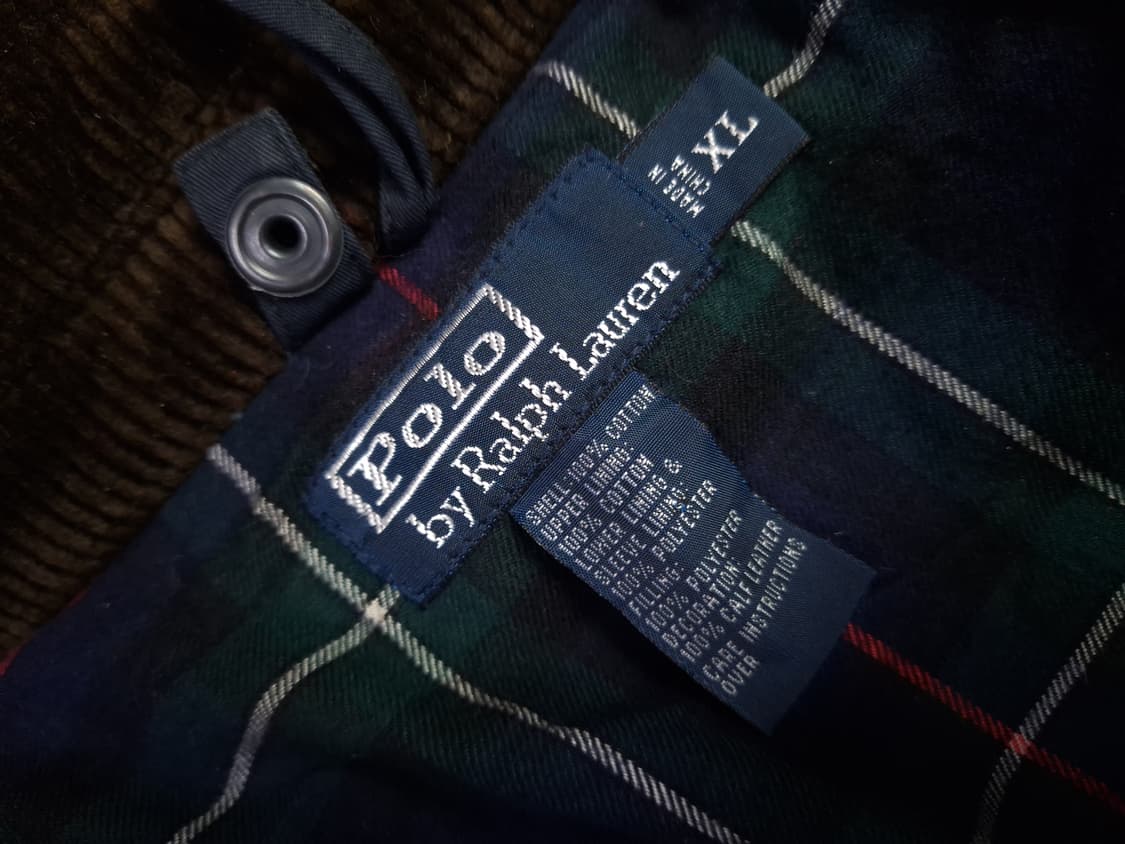 XL
MADE IN
CHINA
Polo
by Ralph Lauren
SHELL 100% COTTON
UPPER LINING-
100% COTTON
LOWER LINING &
SLEEVE LINING-
100% POLYESTER
FILLING
100% POLYESTER
DECORATION
100% CALF LEATHER
CARE INSTRUCTIONS
OVER